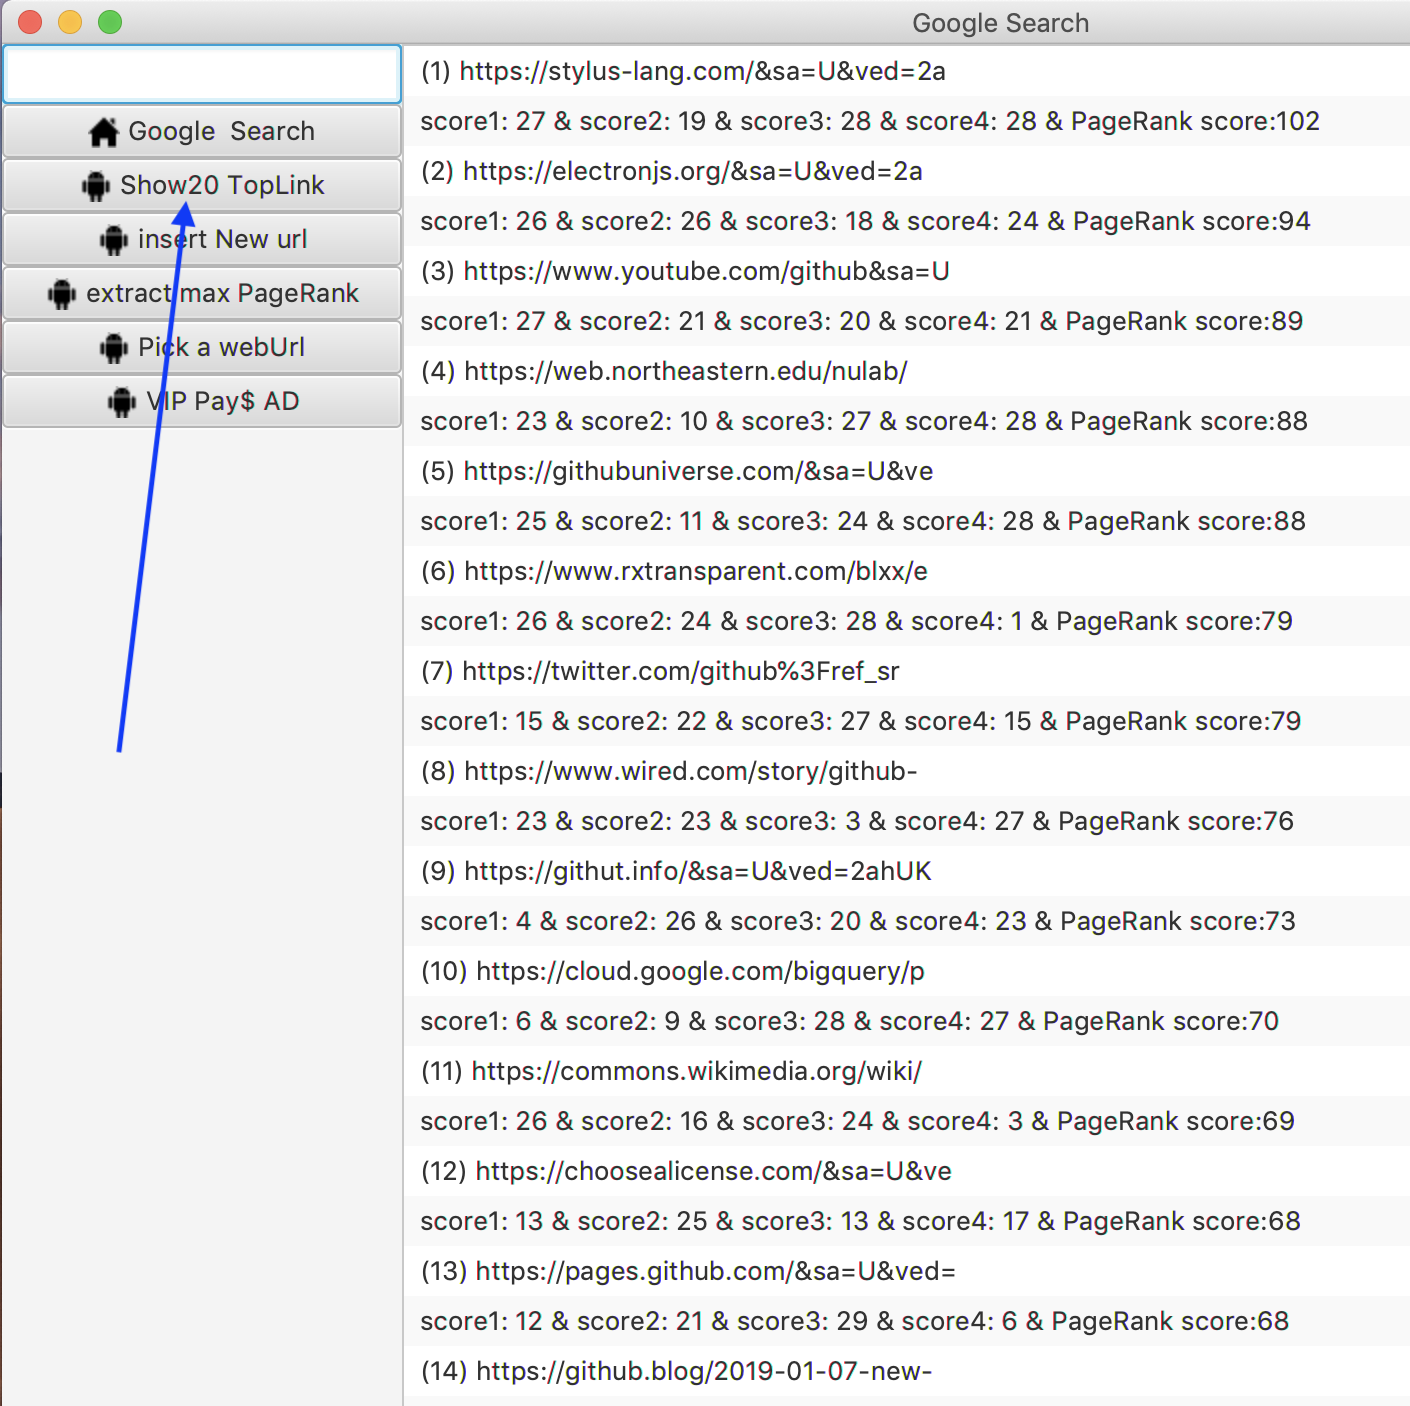 Google Search
Google  Search
Show20 TopLink
insert New url
extract max PageRank
Pick a webUrl
VIP Pay$ AD
(1) https://stylus-lang.com/&sa=U&ved=2a
score1: 27 & score2: 19 & score3: 28 & score4: 28 & PageRank score:102
(2) https://electronjs.org/&sa=U&ved=2a
score1: 26 & score2: 26 & score3: 18 & score4: 24 & PageRank score:94
(3) https://www.youtube.com/github&sa=U
score1: 27 & score2: 21 & score3: 20 & score4: 21 & PageRank score:89
(4) https://web.northeastern.edu/nulab/
score1: 23 & score2: 10 & score3: 27 & score4: 28 & PageRank score:88
(5) https://githubuniverse.com/&sa=U&ve
score1: 25 & score2: 11 & score3: 24 & score4: 28 & PageRank score:88
(6) https://www.rxtransparent.com/blxx/e
score1: 26 & score2: 24 & score3: 28 & score4: 1 & PageRank score:79
(7) https://twitter.com/github%3Fref_sr
score1: 15 & score2: 22 & score3: 27 & score4: 15 & PageRank score:79
(8) https://www.wired.com/story/github-
score1: 23 & score2: 23 & score3: 3 & score4: 27 & PageRank score:76
(9) https://githut.info/&sa=U&ved=2ahUK
score1: 4 & score2: 26 & score3: 20 & score4: 23 & PageRank score:73
(10) https://cloud.google.com/bigquery/p
score1: 6 & score2: 9 & score3: 28 & score4: 27 & PageRank score:70
(11) https://commons.wikimedia.org/wiki/
score1: 26 & score2: 16 & score3: 24 & score4: 3 & PageRank score:69
(12) https://choosealicense.com/&sa=U&ve
score1: 13 & score2: 25 & score3: 13 & score4: 17 & PageRank score:68
(13) https://pages.github.com/&sa=U&ved=
score1: 12 & score2: 21 & score3: 29 & score4: 6 & PageRank score:68
(14) https://github.blog/2019-01-07-new-